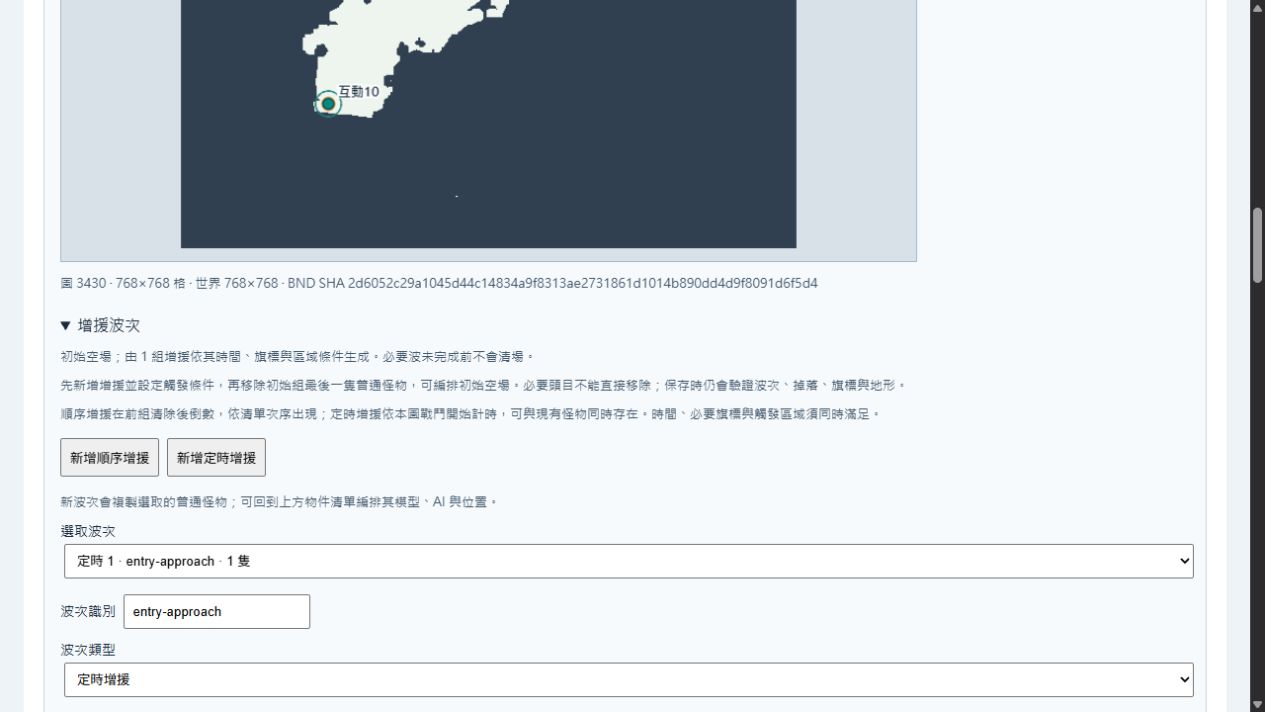 互動10
圖 3430 · 768×768 格 · 世界 768×768 · BND SHA 2d6052c29a1045d44c14834a9f8313ae2731861d1014b890dd4d9f8091d6f5d4
▼ 增援波次
初始空場；由 1 組增援依其時間、旗標與區域條件生成。必要波未完成前不會清場。
先新增增援並設定觸發條件，再移除初始組最後一隻普通怪物，可編排初始空場。必要頭目不能直接移除；保存時仍會驗證波次、掉落、旗標與地形。
順序增援在前組清除後倒數，依清單次序出現；定時增援依本圖戰鬥開始計時，可與現有怪物同時存在。時間、必要旗標與觸發區域須同時滿足。
新增順序增援 新增定時增援
新波次會複製選取的普通怪物；可回到上方物件清單編排其模型、AI 與位置。
選取波次
定時 1 · entry-approach · 1 隻
波次識別 entry-approach
波次類型
定時增援